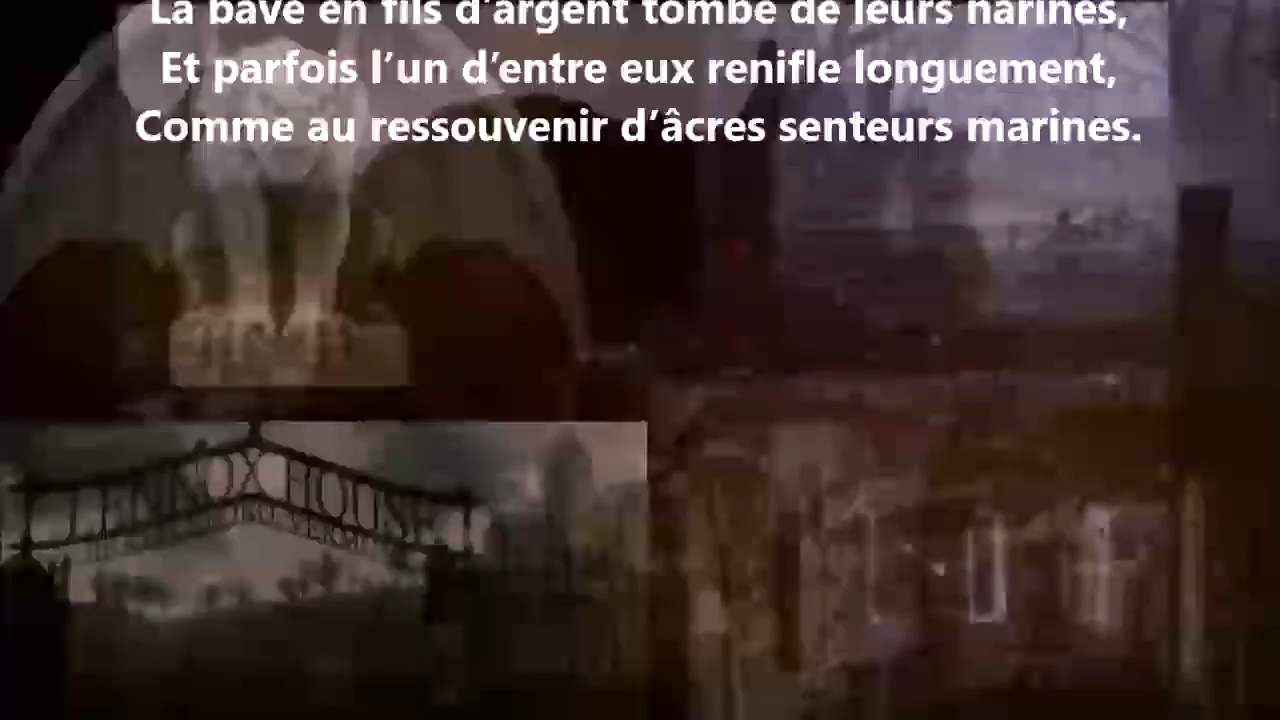 La bave en fils d’argent tombe de leurs narines,
Et parfois l’un d’entre eux renifle longuement,
Comme au ressouvenir d’âcres senteurs marines.